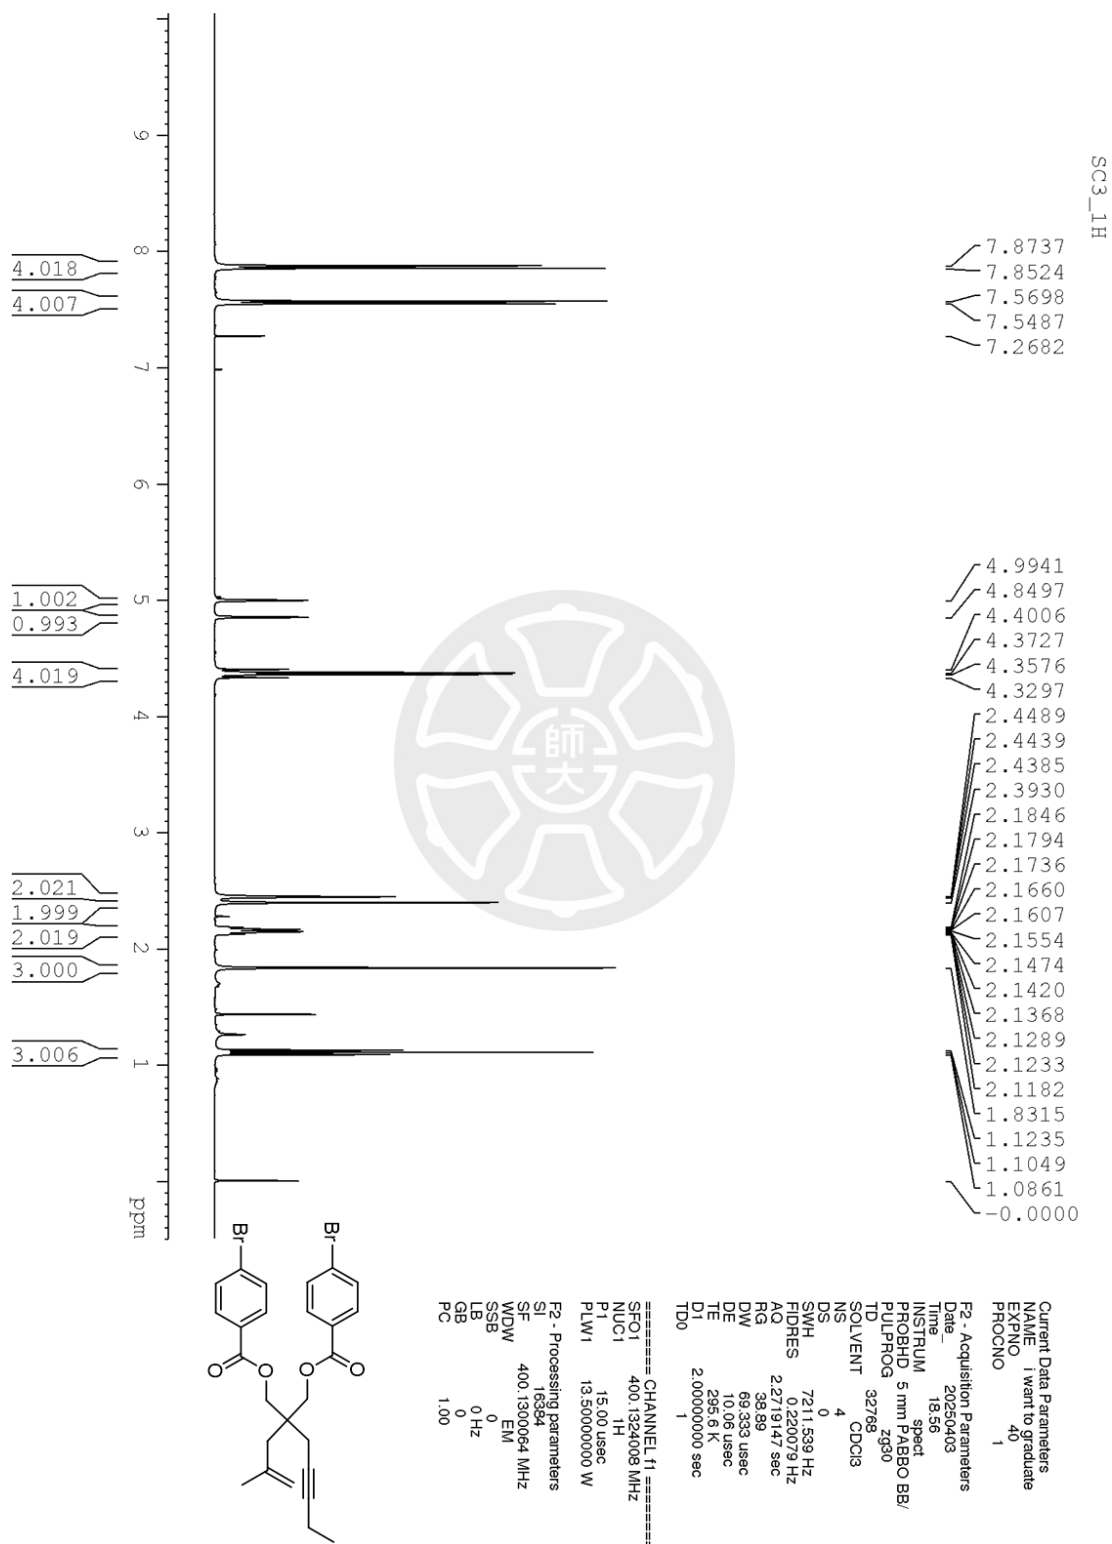 SC3_1H
7.8737
7.8524
7.5698
7.5487
7.2682
4.9941
4.8497
4.4006
4.3727
4.3576
4.3297
2.4489
2.4439
2.4385
2.3930
2.1846
2.1794
2.1736
2.1660
2.1607
2.1554
2.1474
2.1420
2.1368
2.1289
2.1233
2.1182
1.8315
1.1235
1.1049
1.0861
-0.0000
9
8
7
6
5
4
3
2
1
ppm
4.018
4.007
1.002
0.993
4.019
2.021
1.999
2.019
3.000
3.006
師大
Current Data Parameters
NAME i want to graduate
EXPNO 40
PROCNO 1
F2 - Acquisition Parameters
Date_ 20250403
Time 18.56
INSTRUM spect
PROBHD 5 mm PABBO BB/
PULPROG zg30
TD 32768
SOLVENT CDCl3
NS 4
DS 0
SWH 7211.539 Hz
FIDRES 0.220079 Hz
AQ 2.2719147 sec
RG 38.89
DW 69.333 usec
DE 10.06 usec
TE 295.6 K
D1 2.00000000 sec
TD0 1
======== CHANNEL f1 ========
SFO1 400.1324008 MHz
NUC1 1H
P1 15.00 usec
PLW1 13.50000000 W
F2 - Processing parameters
SI 16384
SF 400.1300064 MHz
WDW EM
SSB 0
LB 0 Hz
GB 0
PC 1.00
Br
O
O
Br
O
O